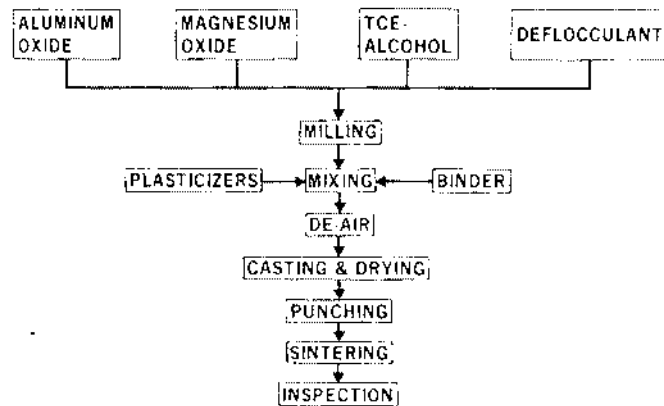 ALUMINUM
OXIDE
MAGNESIUM
OXIDE
TCE-
ALCOHOL
DEFLOCCULANT
MILLING
PLASTICIZERS
MIXING
BINDER
DE-AIR
CASTING & DRYING
PUNCHING
SINTERING
INSPECTION